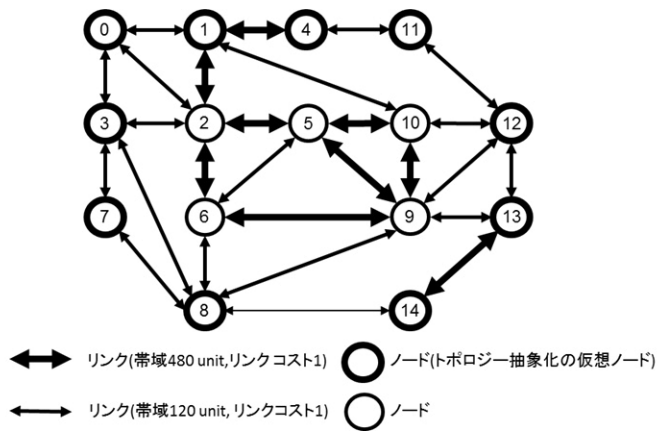 0 1 4 11
3 2 5 10 12
7 6 9 13
8 14
リンク(帯域480 unit,リンクコスト1) ノード(トポロジー抽象化の仮想ノード)
リンク(帯域120 unit, リンクコスト1) ノード